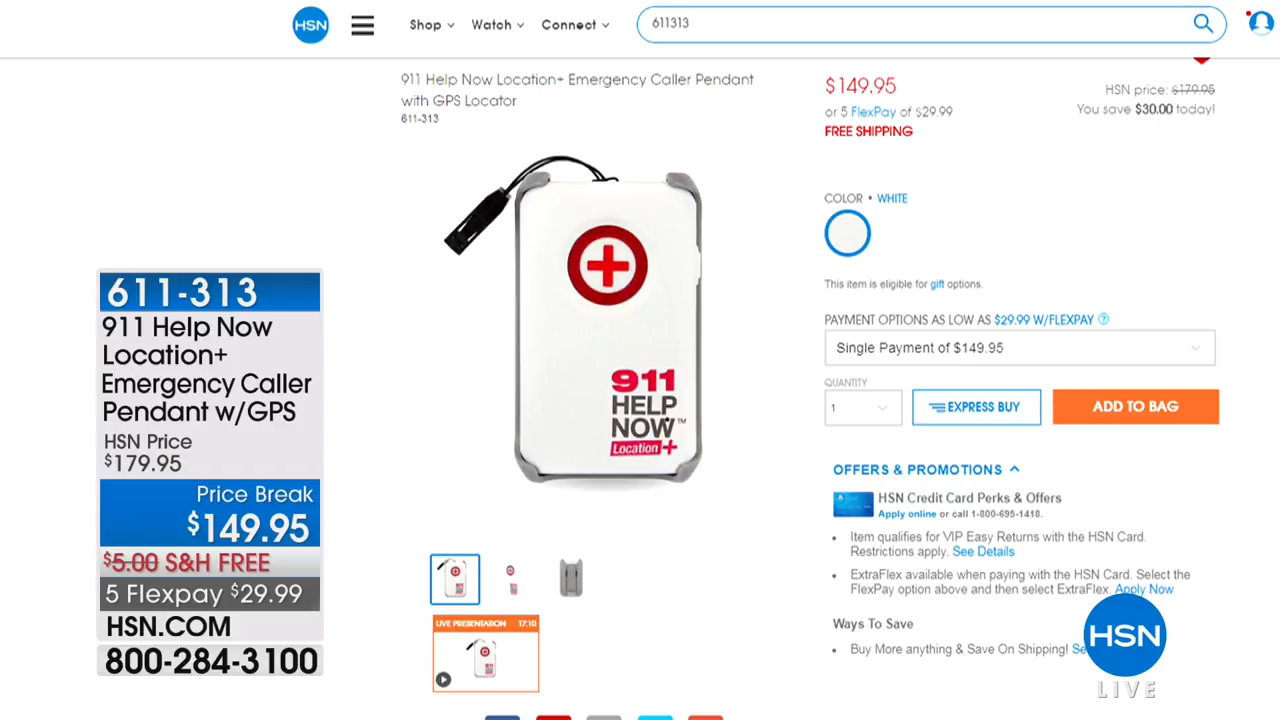 HSN
Shop
Watch
Connect
611313
911 Help Now Location+ Emergency Caller Pendant
with GPS Locator
611-313
$149.95
or 5 FlexPay of $29.99
FREE SHIPPING
HSN price: $179.95
You save $30.00 today!
COLOR • WHITE
This item is eligible for gift options.
PAYMENT OPTIONS AS LOW AS $29.99 W/FLEXPAY ?
Single Payment of $149.95
QUANTITY
1
EXPRESS BUY
ADD TO BAG
OFFERS & PROMOTIONS
HSN Credit Card Perks & Offers
Apply online or call 1-800-695-1418.
• Item qualifies for VIP Easy Returns with the HSN Card.
Restrictions apply. See Details
• ExtraFlex available when paying with the HSN Card. Select the
FlexPay option above and then select ExtraFlex. Apply Now
Ways To Save
• Buy More anything & Save On Shipping!
911
HELP
NOW™
Location+
LIVE PRESENTATION 17:10
611-313
911 Help Now
Location+
Emergency Caller
Pendant w/GPS
HSN Price
$179.95
Price Break
$149.95
$5.00 S&H FREE
5 Flexpay $29.99
HSN.COM
800-284-3100
HSN
LIVE